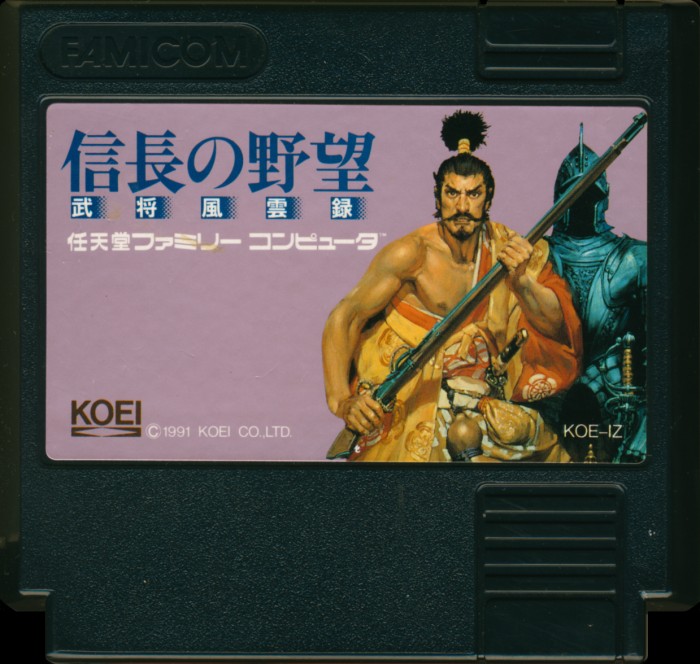 FAMICOM
信長の野望
武将風雲録
任天堂ファミリーコンピュータ™
KOEI
©1991 KOEI CO.,LTD.
KOE-IZ